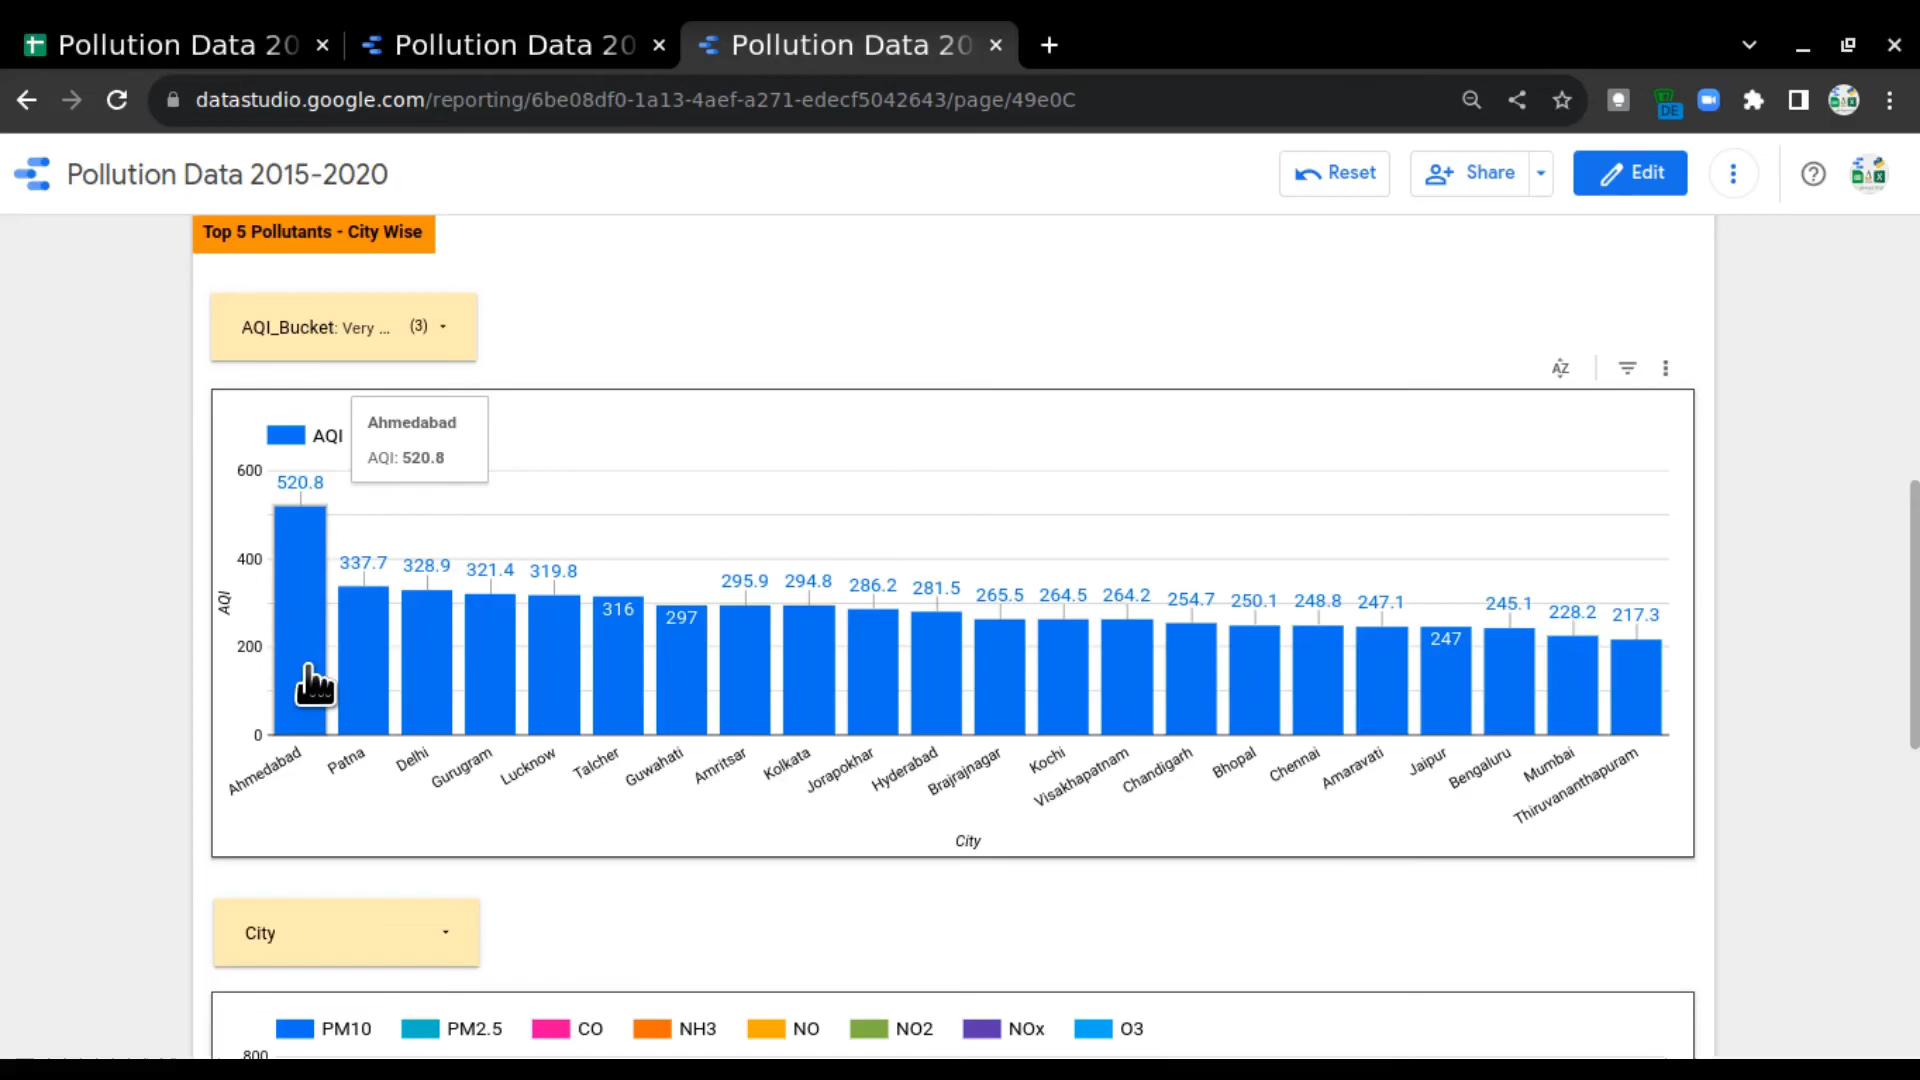 Pollution Data 20
Pollution Data 20
Pollution Data 20
datastudio.google.com/reporting/6be08df0-1a13-4aef-a271-edecf5042643/page/49e0C
DE
Pollution Data 2015-2020
Reset
Share
Edit
Top 5 Pollutants - City Wise
AQI_Bucket: Very ... (3)
AZ
AQI
Ahmedabad
AQI: 520.8
600
400
200
0
AQI
520.8
337.7
328.9
321.4
319.8
316
297
295.9
294.8
286.2
281.5
265.5
264.5
264.2
254.7
250.1
248.8
247.1
247
245.1
228.2
217.3
Ahmedabad
Patna
Delhi
Gurugram
Lucknow
Talcher
Guwahati
Amritsar
Kolkata
Jorapokhar
Hyderabad
Brajrajnagar
Kochi
Visakhapatnam
Chandigarh
Bhopal
Chennai
Amaravati
Jaipur
Bengaluru
Mumbai
Thiruvananthapuram
City
City
PM10 PM2.5 CO NH3 NO NO2 NOx O3
800